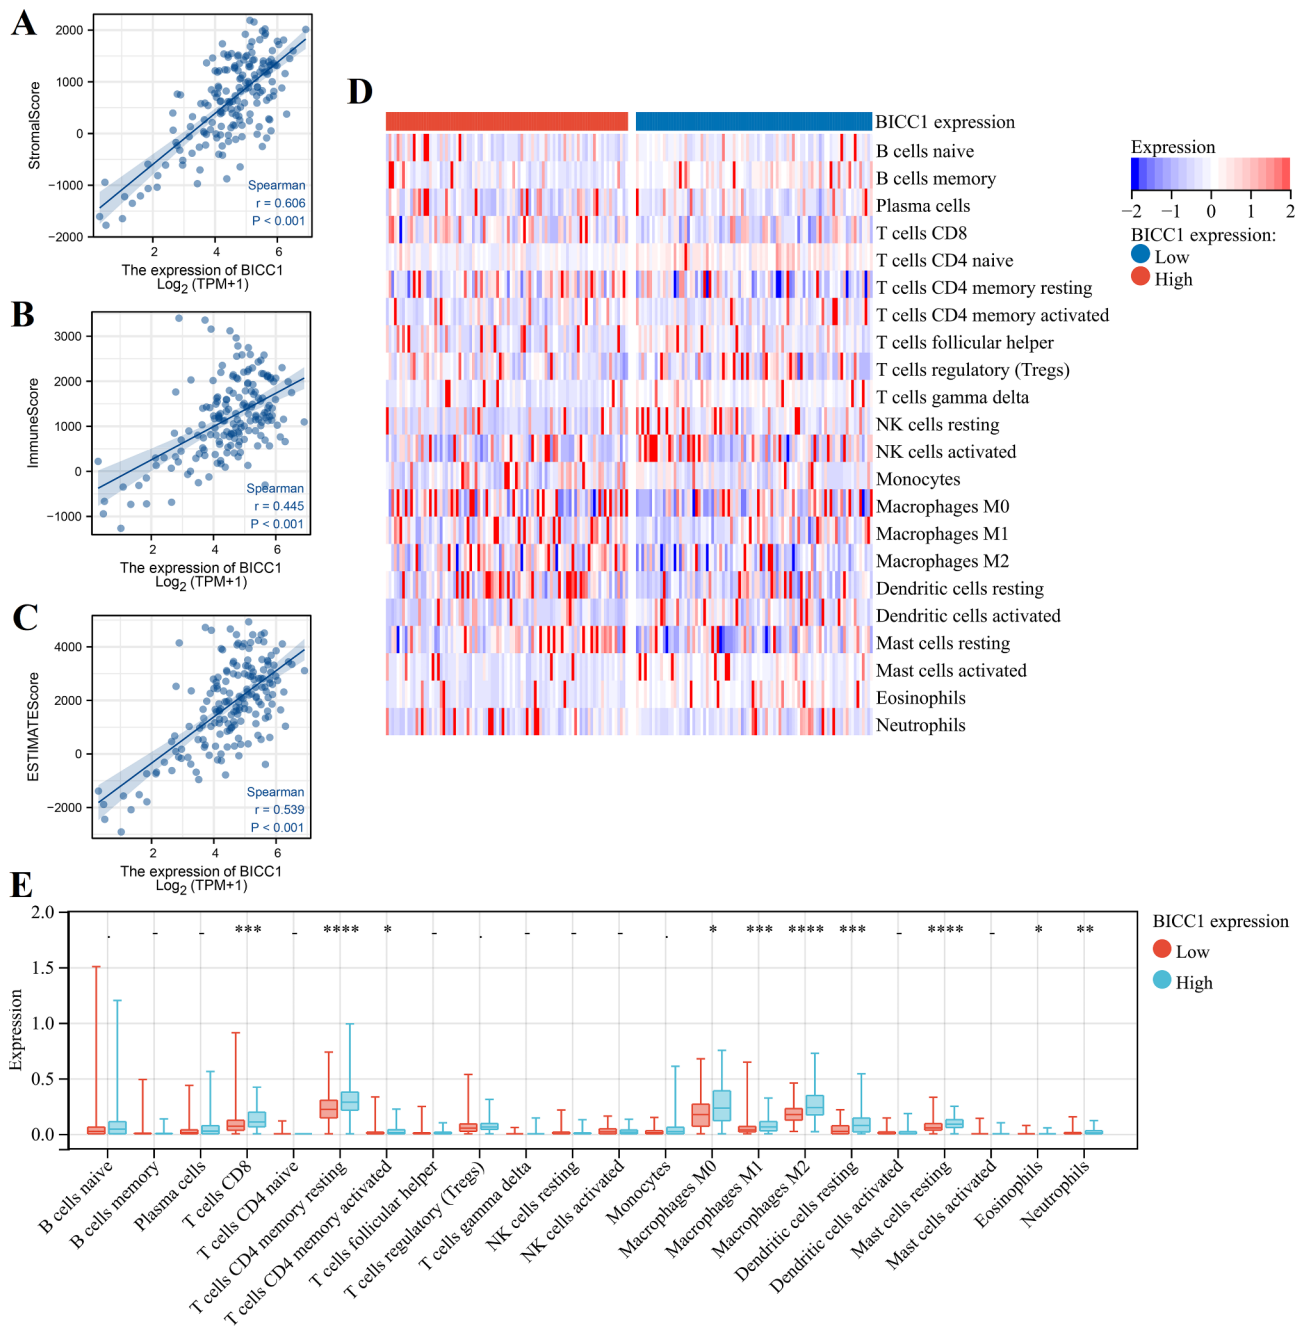 A
2000
1000
0
−1000
−2000
StromalScore
Spearman
r = 0.606
P < 0.001
2 4 6
The expression of BICC1
Log2 (TPM+1)
B
3000
2000
1000
0
−1000
ImmuneScore
Spearman
r = 0.445
P < 0.001
2 4 6
The expression of BICC1
Log2 (TPM+1)
C
4000
2000
0
−2000
ESTIMATEScore
Spearman
r = 0.539
P < 0.001
2 4 6
The expression of BICC1
Log2 (TPM+1)
D
BICC1 expression
B cells naive
B cells memory
Plasma cells
T cells CD8
T cells CD4 naive
T cells CD4 memory resting
T cells CD4 memory activated
T cells follicular helper
T cells regulatory (Tregs)
T cells gamma delta
NK cells resting
NK cells activated
Monocytes
Macrophages M0
Macrophages M1
Macrophages M2
Dendritic cells resting
Dendritic cells activated
Mast cells resting
Mast cells activated
Eosinophils
Neutrophils
Expression
−2 −1 0 1 2
BICC1 expression:
Low
High
E
2.0
1.5
1.0
0.5
0.0
Expression
. - - *** - **** * - . - - - . * *** **** *** - **** - * **
B cells naive
B cells memory
Plasma cells
T cells CD8
T cells CD4 naive
T cells CD4 memory resting
T cells CD4 memory activated
T cells follicular helper
T cells regulatory (Tregs)
T cells gamma delta
NK cells resting
NK cells activated
Monocytes
Macrophages M0
Macrophages M1
Macrophages M2
Dendritic cells resting
Dendritic cells activated
Mast cells resting
Mast cells activated
Eosinophils
Neutrophils
BICC1 expression
Low
High